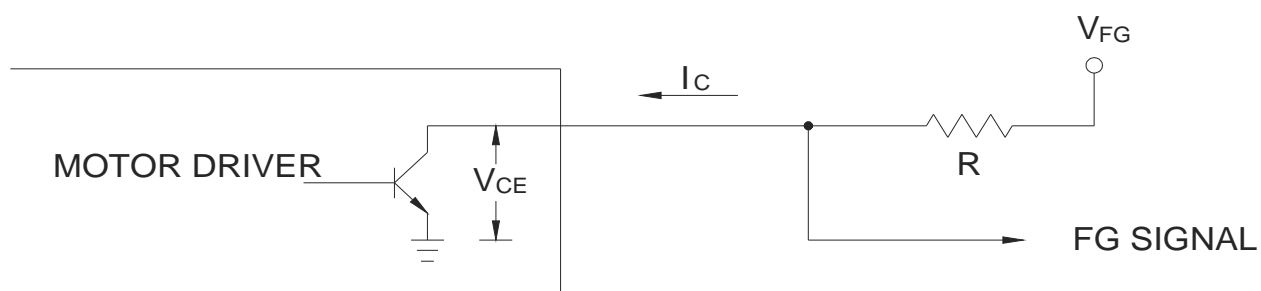 VFG
IC
MOTOR DRIVER
VCE
R
FG SIGNAL